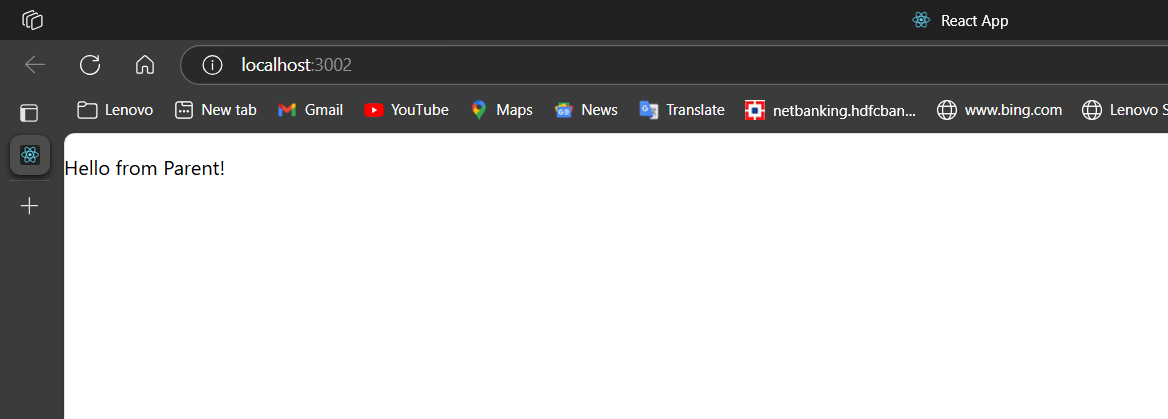 React App
localhost:3002
Lenovo New tab Gmail YouTube Maps News Translate netbanking.hdfcban... www.bing.com Lenovo S
Hello from Parent!